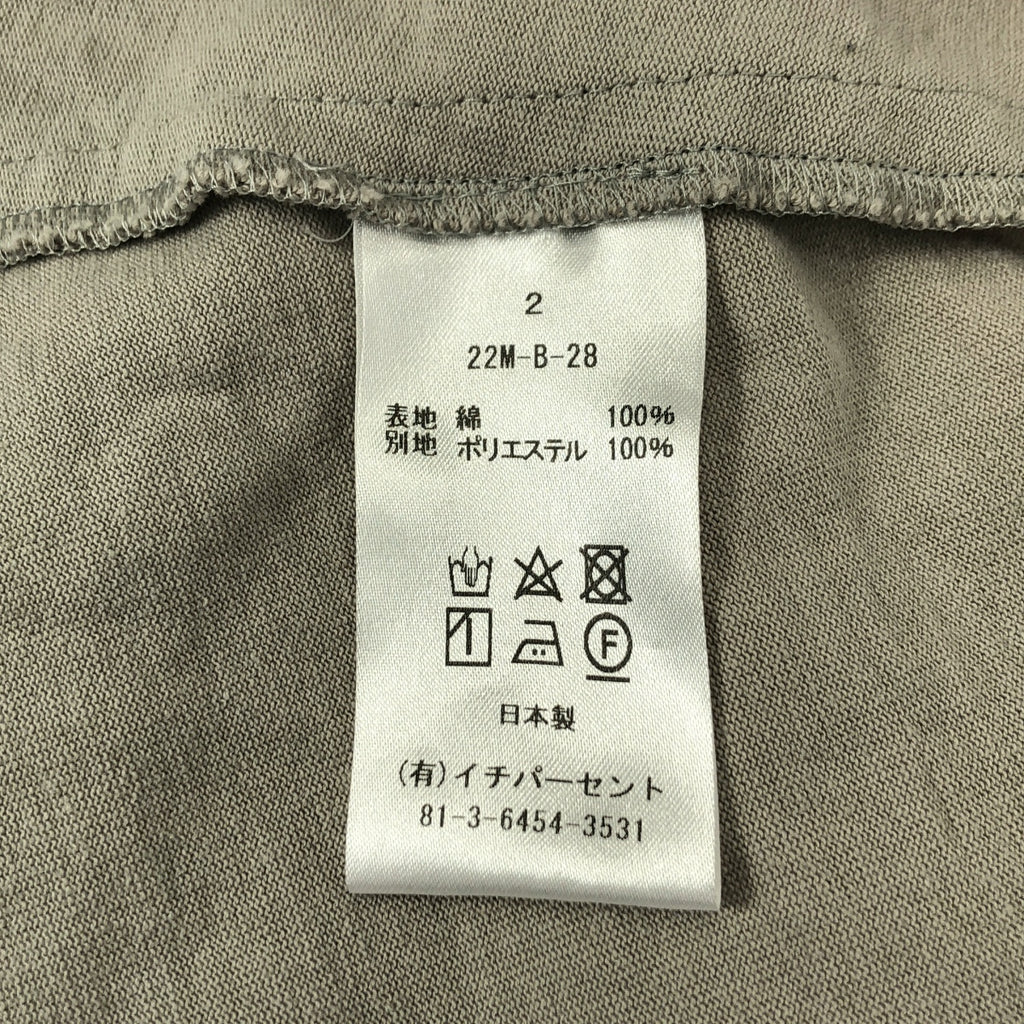 2
22M-B-28
表地 綿 100%
別地 ポリエステル 100%
F
日本製
(有)イチパーセント
81-3-6454-3531